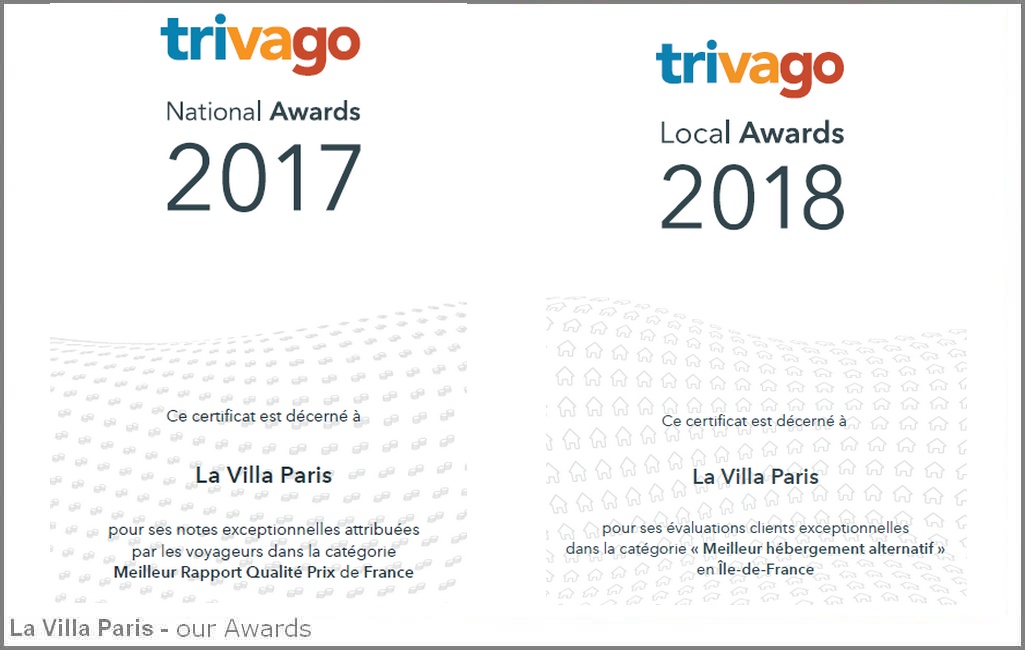 trivago
National Awards
2017
Ce certificat est décerné à
La Villa Paris
pour ses notes exceptionnelles attribuées
par les voyageurs dans la catégorie
Meilleur Rapport Qualité Prix de France
trivago
Local Awards
2018
Ce certificat est décerné à
La Villa Paris
pour ses évaluations clients exceptionnelles
dans la catégorie « Meilleur hébergement alternatif »
en Île-de-France
La Villa Paris - our Awards